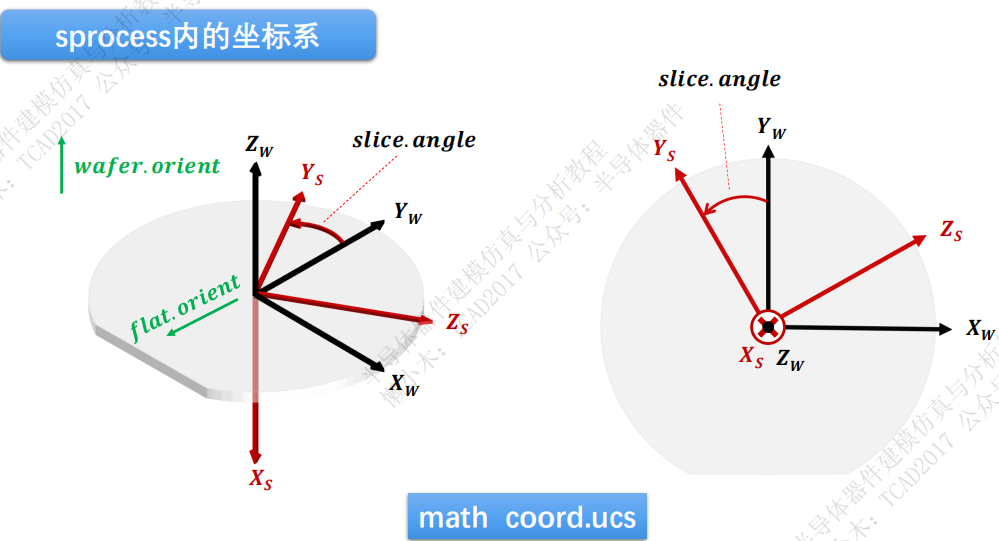 sprocess内的坐标系
wafer.orient
flat.orient
Z_W
Y_S
slice.angle
Y_W
Z_S
X_W
X_S
slice.angle
Y_W
Y_S
Z_S
X_W
X_S
Z_W
math coord.ucs
半导体器件建模仿真与分析教程
懒小木：TCAD2017 公众号：半导体器件